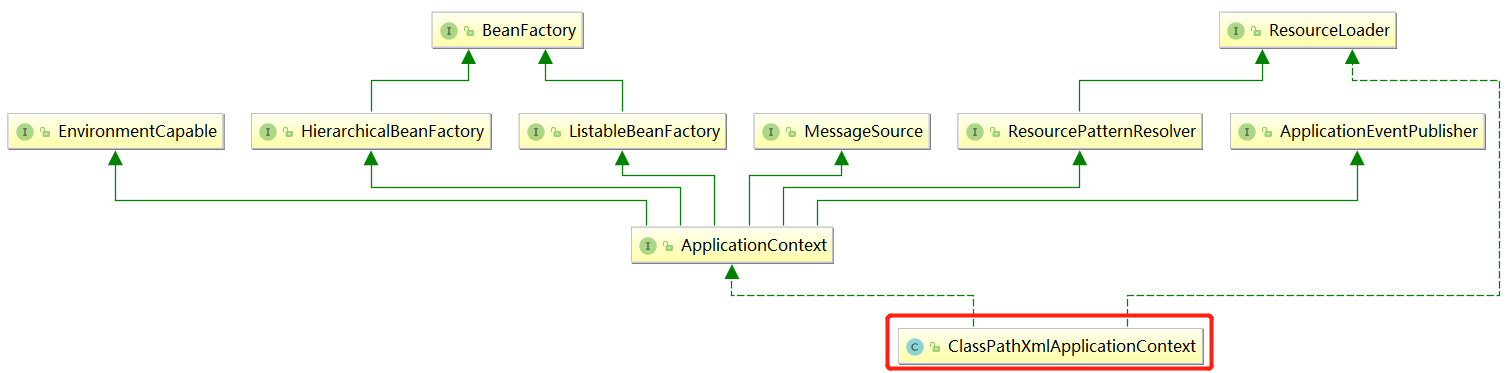 I BeanFactory
I ResourceLoader
I EnvironmentCapable
I HierarchicalBeanFactory
I ListableBeanFactory
I MessageSource
I ResourcePatternResolver
I ApplicationEventPublisher
I ApplicationContext
C ClassPathXmlApplicationContext